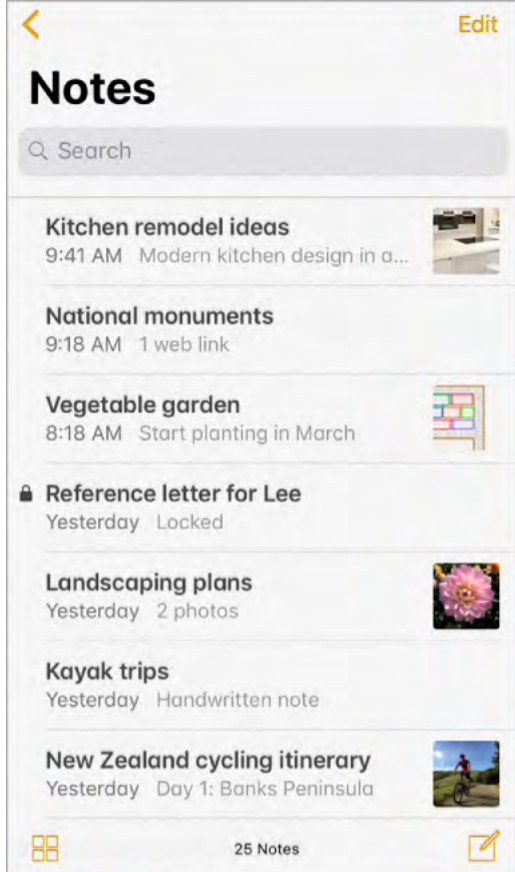 Edit
Notes
Search
Kitchen remodel ideas
9:41 AM Modern kitchen design in a...
National monuments
9:18 AM 1 web link
Vegetable garden
8:18 AM Start planting in March
Reference letter for Lee
Yesterday Locked
Landscaping plans
Yesterday 2 photos
Kayak trips
Yesterday Handwritten note
New Zealand cycling itinerary
Yesterday Day 1: Banks Peninsula
25 Notes